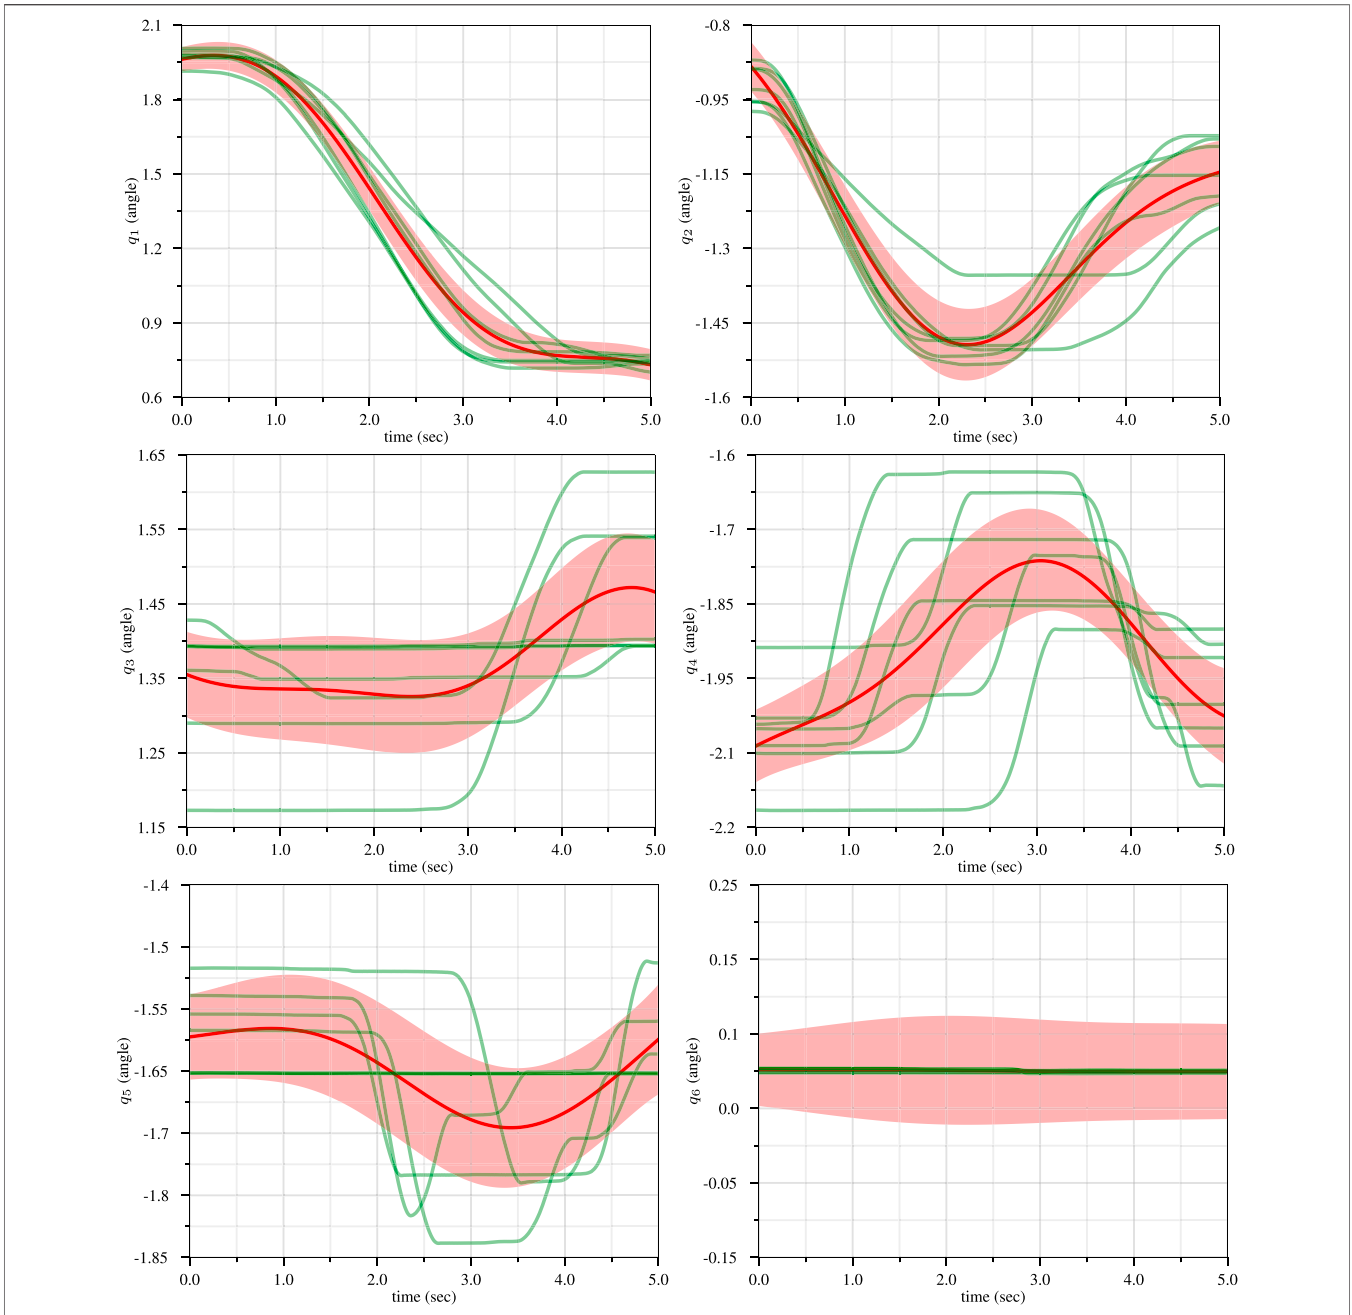 2.1
1.8
1.5
1.2
0.9
0.6
q1 (angle)
0.0 1.0 2.0 3.0 4.0 5.0
time (sec)
-0.8
-0.95
-1.15
-1.3
-1.45
-1.6
q2 (angle)
0.0 1.0 2.0 3.0 4.0 5.0
time (sec)
1.65
1.55
1.45
1.35
1.25
1.15
q3 (angle)
0.0 1.0 2.0 3.0 4.0 5.0
time (sec)
-1.6
-1.7
-1.85
-1.95
-2.1
-2.2
q4 (angle)
0.0 1.0 2.0 3.0 4.0 5.0
time (sec)
-1.4
-1.5
-1.55
-1.65
-1.7
-1.8
-1.85
q5 (angle)
0.0 1.0 2.0 3.0 4.0 5.0
time (sec)
0.25
0.15
0.1
0.0
-0.05
-0.15
q6 (angle)
0.0 1.0 2.0 3.0 4.0 5.0
time (sec)